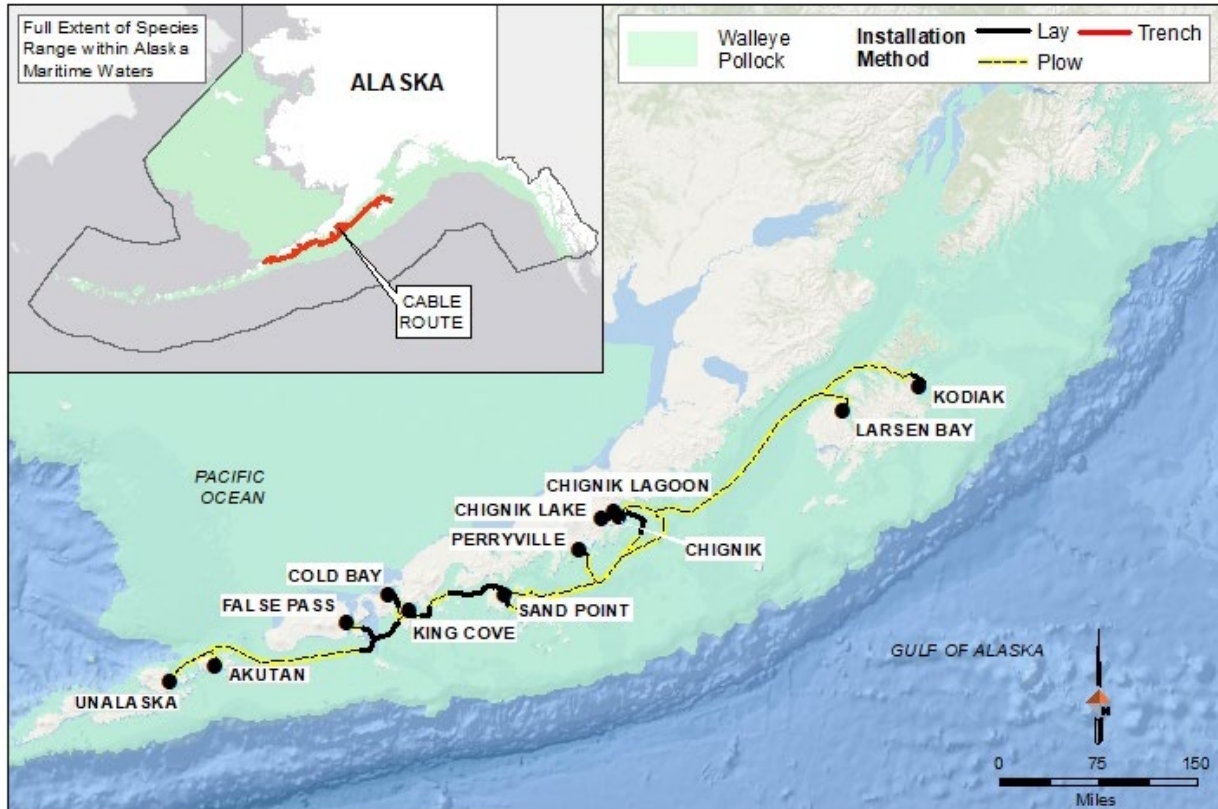 Full Extent of Species
Range within Alaska
Maritime Waters
ALASKA
CABLE
ROUTE
Walleye
Pollock
Installation
Method
Lay
Trench
Plow
KODIAK
LARSEN BAY
PACIFIC
OCEAN
CHIGNIK LAGOON
CHIGNIK LAKE
PERRYVILLE
CHIGNIK
COLD BAY
FALSE PASS
SAND POINT
KING COVE
GULF OF ALASKA
AKUTAN
UNALASKA
N
0 75 150
Miles